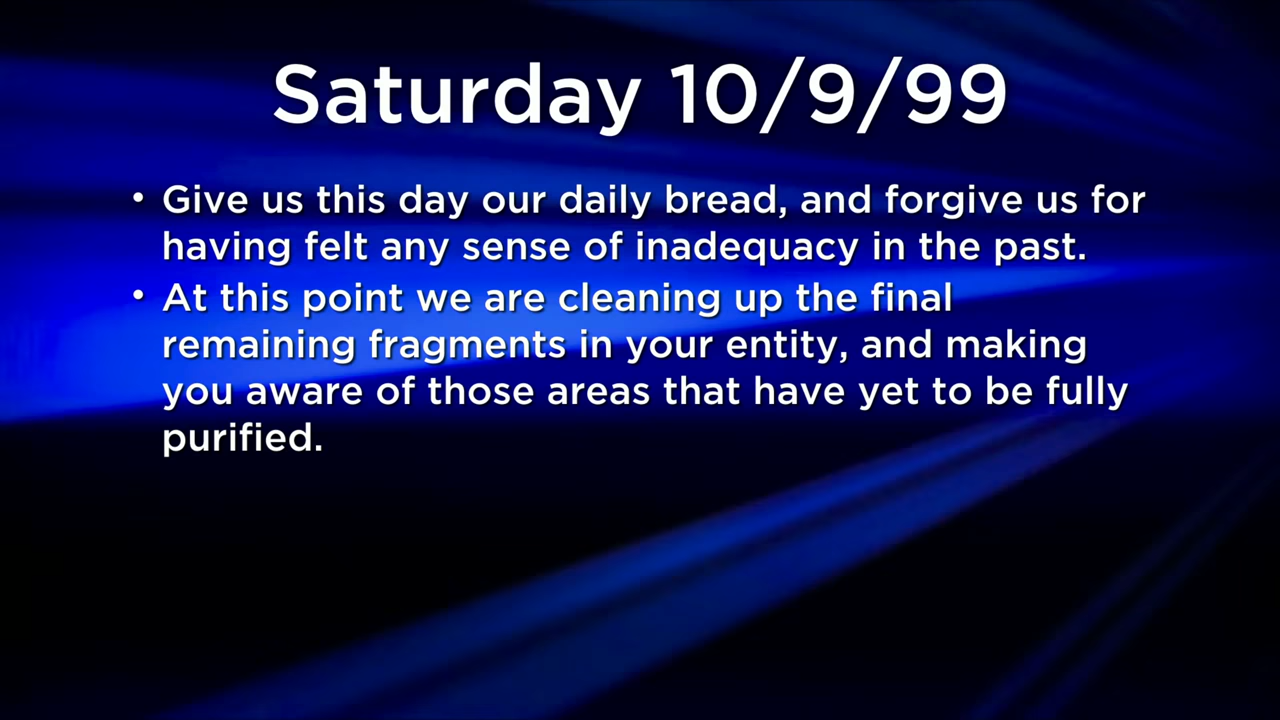 Saturday 10/9/99
• Give us this day our daily bread, and forgive us for
having felt any sense of inadequacy in the past.
• At this point we are cleaning up the final
remaining fragments in your entity, and making
you aware of those areas that have yet to be fully
purified.